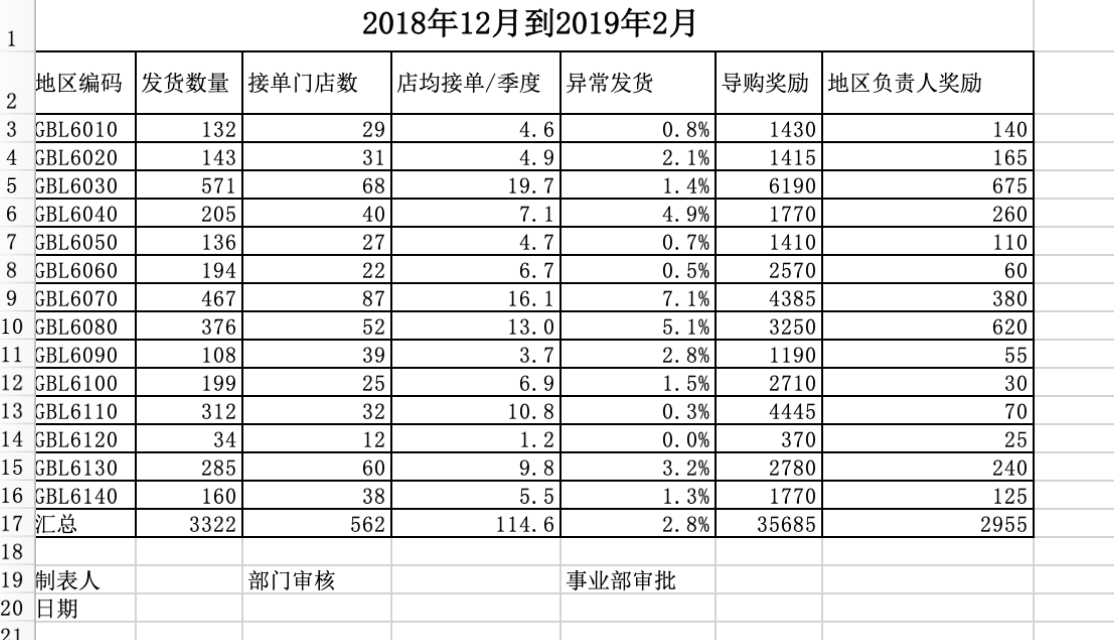 1 2018年12月到2019年2月
2 地区编码 发货数量 接单门店数 店均接单/季度 异常发货 导购奖励 地区负责人奖励
3 GBL6010 132 29 4.6 0.8% 1430 140
4 GBL6020 143 31 4.9 2.1% 1415 165
5 GBL6030 571 68 19.7 1.4% 6190 675
6 GBL6040 205 40 7.1 4.9% 1770 260
7 GBL6050 136 27 4.7 0.7% 1410 110
8 GBL6060 194 22 6.7 0.5% 2570 60
9 GBL6070 467 87 16.1 7.1% 4385 380
10 GBL6080 376 52 13.0 5.1% 3250 620
11 GBL6090 108 39 3.7 2.8% 1190 55
12 GBL6100 199 25 6.9 1.5% 2710 30
13 GBL6110 312 32 10.8 0.3% 4445 70
14 GBL6120 34 12 1.2 0.0% 370 25
15 GBL6130 285 60 9.8 3.2% 2780 240
16 GBL6140 160 38 5.5 1.3% 1770 125
17 汇总 3322 562 114.6 2.8% 35685 2955
18
19 制表人 部门审核 事业部审批
20 日期
21